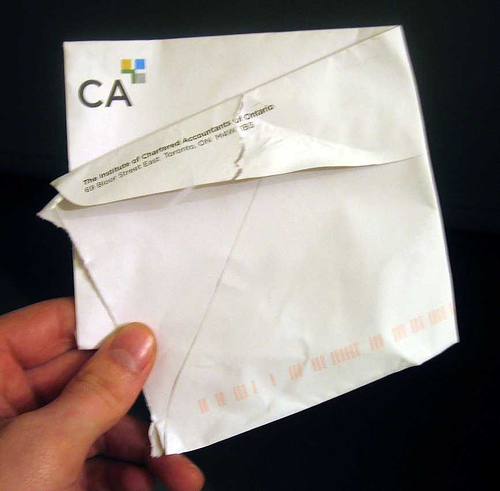 CA
The Institute of Chartered Accountants of Ontario
69 Bloor Street East Toronto, ON M4W 1B3